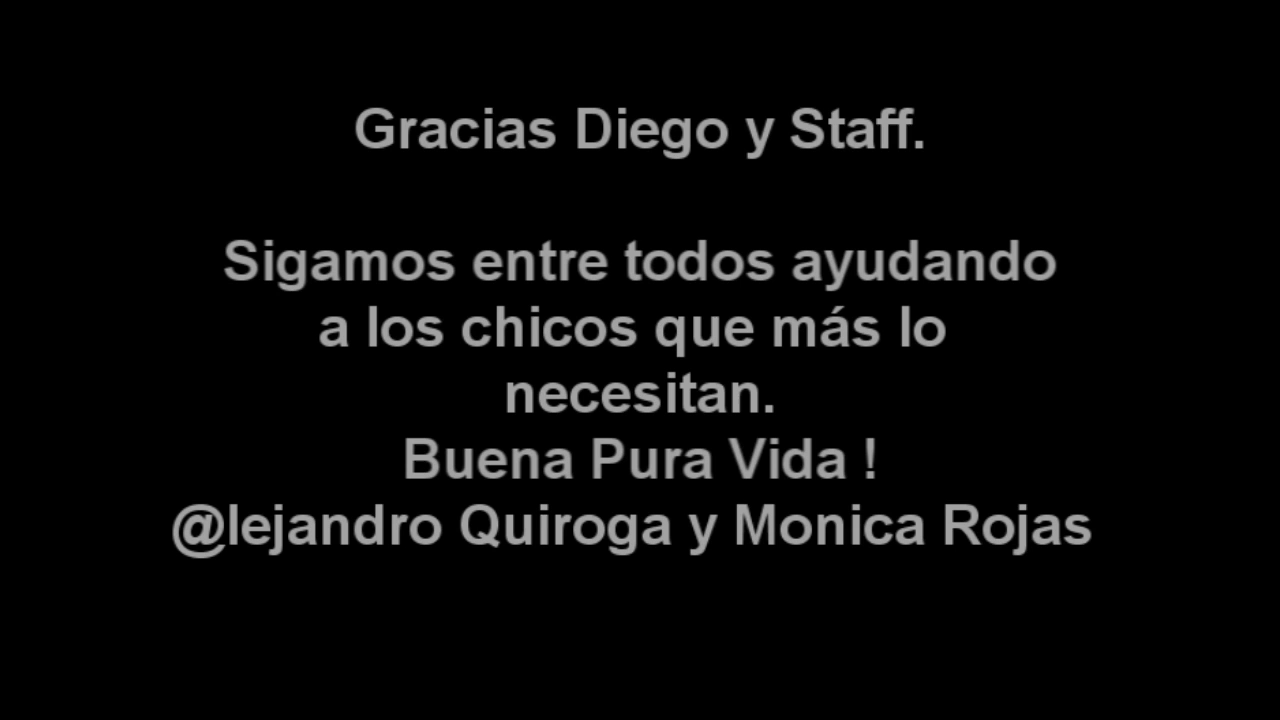 Gracias Diego y Staff.
Sigamos entre todos ayudando
a los chicos que más lo
necesitan.
Buena Pura Vida !
@lejandro Quiroga y Monica Rojas